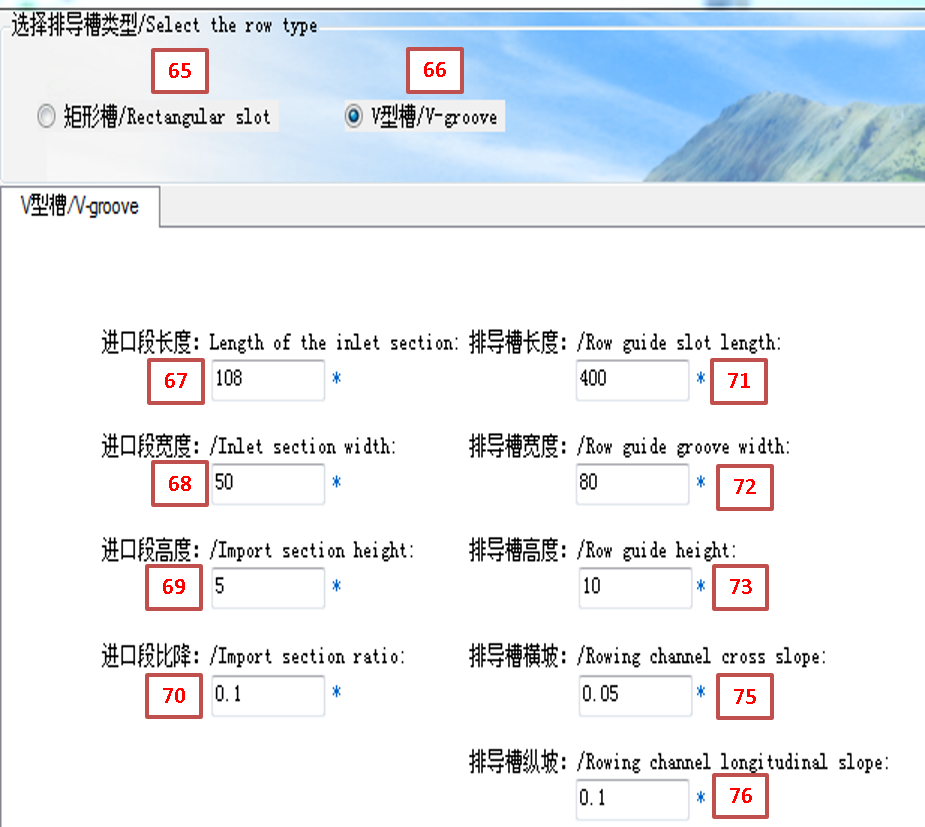 选择排导槽类型/Select the row type
65
66
矩形槽/Rectangular slot
V型槽/V-groove
V型槽/V-groove
进口段长度: Length of the inlet section:
排导槽长度: /Row guide slot length:
67
108
*
400
*
71
进口段宽度: /Inlet section width:
排导槽宽度: /Row guide groove width:
68
50
*
80
*
72
进口段高度: /Import section height:
排导槽高度: /Row guide height:
69
5
*
10
*
73
进口段比降: /Import section ratio:
排导槽横坡: /Rowing channel cross slope:
70
0.1
*
0.05
*
75
排导槽纵坡: /Rowing channel longitudinal slope:
0.1
*
76